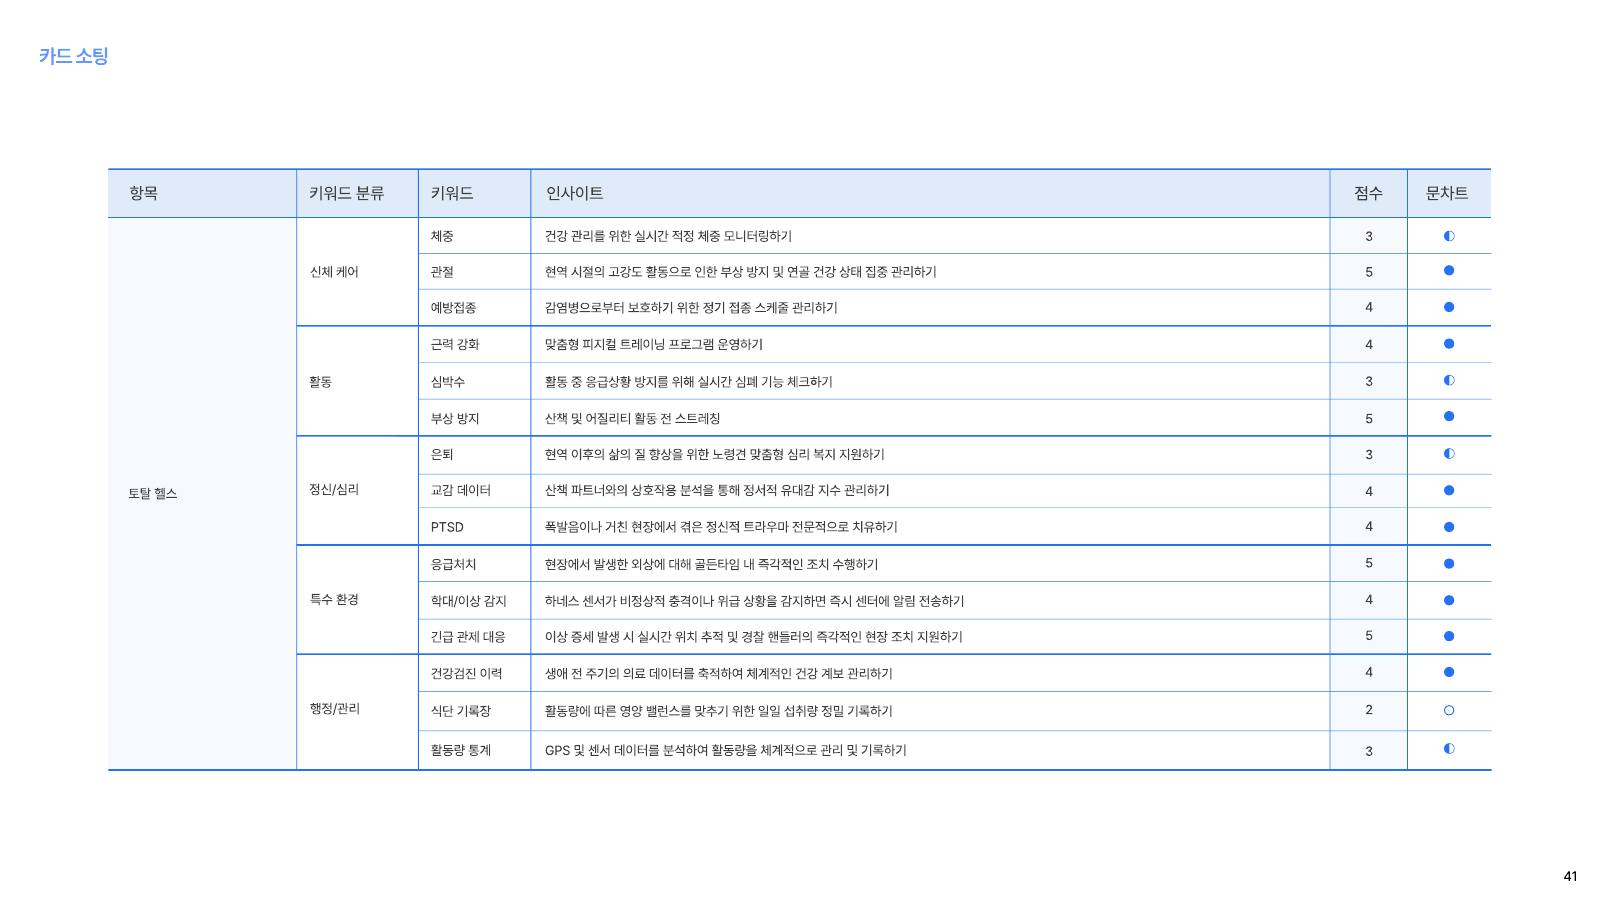 카드 소팅
항목 키워드 분류 키워드 인사이트 점수 문차트
토탈 헬스
신체 케어
체중 건강 관리를 위한 실시간 적정 체중 모니터링하기 3 ◐
관절 현역 시절의 고강도 활동으로 인한 부상 방지 및 연골 건강 상태 집중 관리하기 5 ●
예방접종 감염병으로부터 보호하기 위한 정기 접종 스케줄 관리하기 4 ●
활동
근력 강화 맞춤형 피지컬 트레이닝 프로그램 운영하기 4 ●
심박수 활동 중 응급상황 방지를 위해 실시간 심폐 기능 체크하기 3 ◐
부상 방지 산책 및 어질리티 활동 전 스트레칭 5 ●
정신/심리
은퇴 현역 이후의 삶의 질 향상을 위한 노령견 맞춤형 심리 복지 지원하기 3 ◐
교감 데이터 산책 파트너와의 상호작용 분석을 통해 정서적 유대감 지수 관리하기 4 ●
PTSD 폭발음이나 거친 현장에서 겪은 정신적 트라우마 전문적으로 치유하기 4 ●
특수 환경
응급처치 현장에서 발생한 외상에 대해 골든타임 내 즉각적인 조치 수행하기 5 ●
학대/이상 감지 하네스 센서가 비정상적 충격이나 위급 상황을 감지하면 즉시 센터에 알림 전송하기 4 ●
긴급 관제 대응 이상 증세 발생 시 실시간 위치 추적 및 경찰 핸들러의 즉각적인 현장 조치 지원하기 5 ●
행정/관리
건강검진 이력 생애 전 주기의 의료 데이터를 축적하여 체계적인 건강 계보 관리하기 4 ●
식단 기록장 활동량에 따른 영양 밸런스를 맞추기 위한 일일 섭취량 정밀 기록하기 2 ○
활동량 통계 GPS 및 센서 데이터를 분석하여 활동량을 체계적으로 관리 및 기록하기 3 ◐
41